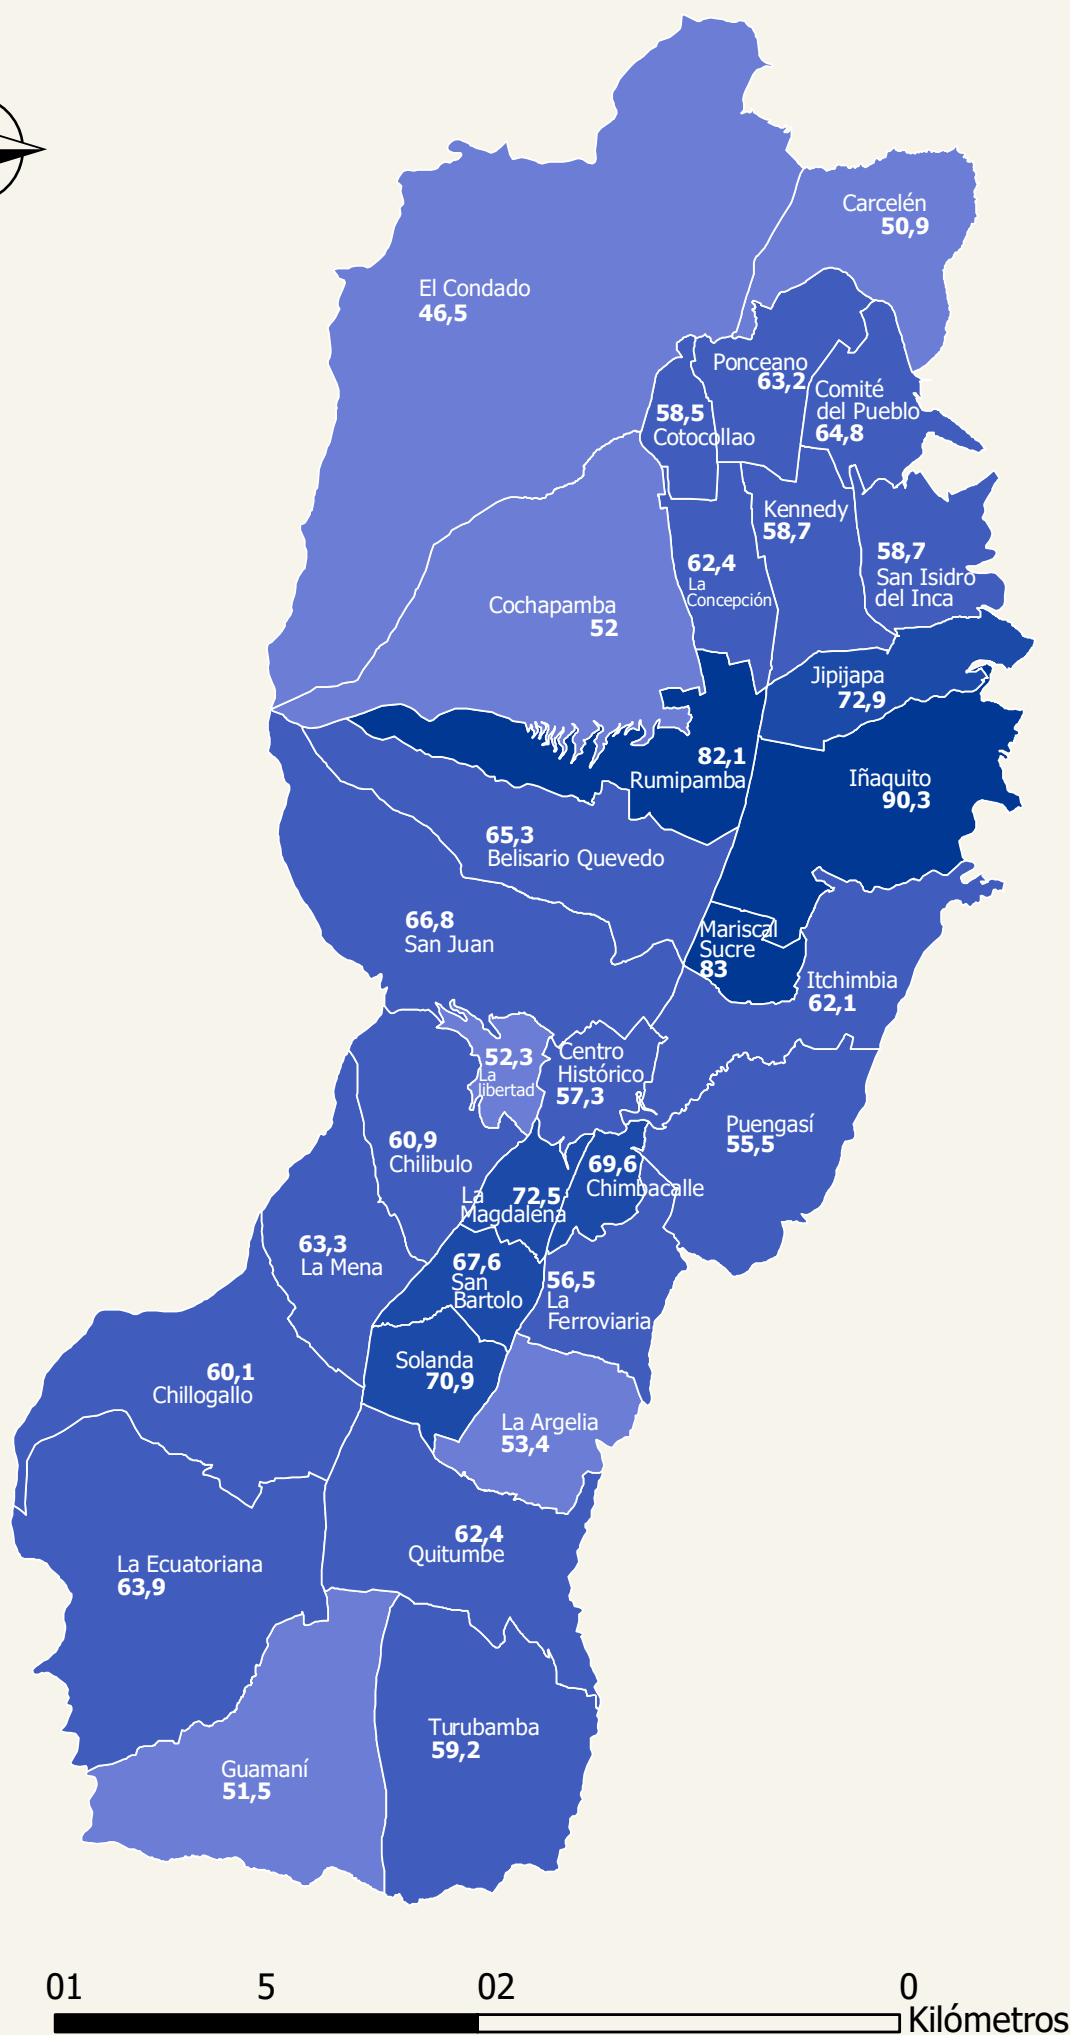 Carcelén
50,9
El Condado
46,5
Ponceano
63,2
Comité
del Pueblo
64,8
58,5
Cotocollao
Kennedy
58,7
58,7
San Isidro
del Inca
62,4
La
Concepción
Cochapamba
52
Jipijapa
72,9
82,1
Rumipamba
Iñaquito
90,3
65,3
Belisario Quevedo
66,8
San Juan
Mariscal
Sucre
83
Itchimbia
62,1
52,3
La
libertad
Centro
Histórico
57,3
Puengasí
55,5
60,9
Chilibulo
69,6
Chimbacalle
La
Magdalena
72,5
63,3
La Mena
67,6
San
Bartolo
56,5
La
Ferroviaria
Solanda
70,9
60,1
Chillogallo
La Argelia
53,4
62,4
Quitumbe
La Ecuatoriana
63,9
Turubamba
59,2
Guamaní
51,5
01 5 02 0
Kilómetros